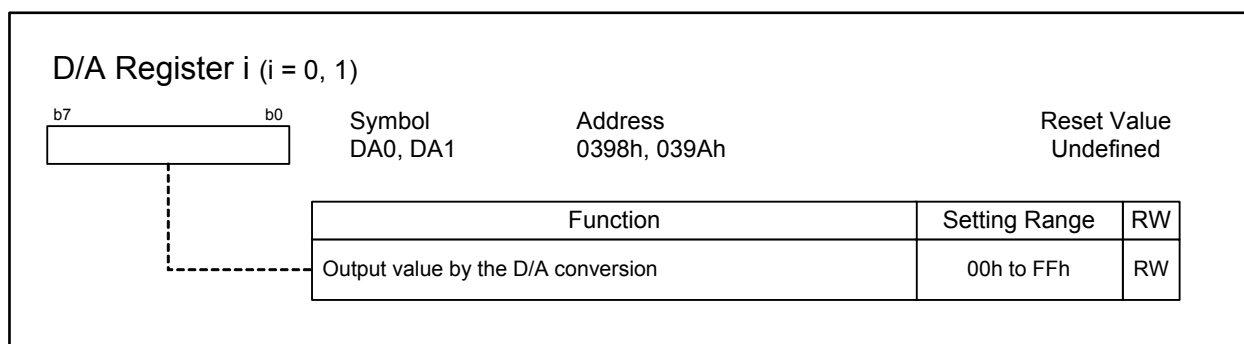 D/A Register i (i = 0, 1)
b7 b0
Symbol Address Reset Value
DA0, DA1 0398h, 039Ah Undefined
Function Setting Range RW
Output value by the D/A conversion 00h to FFh RW